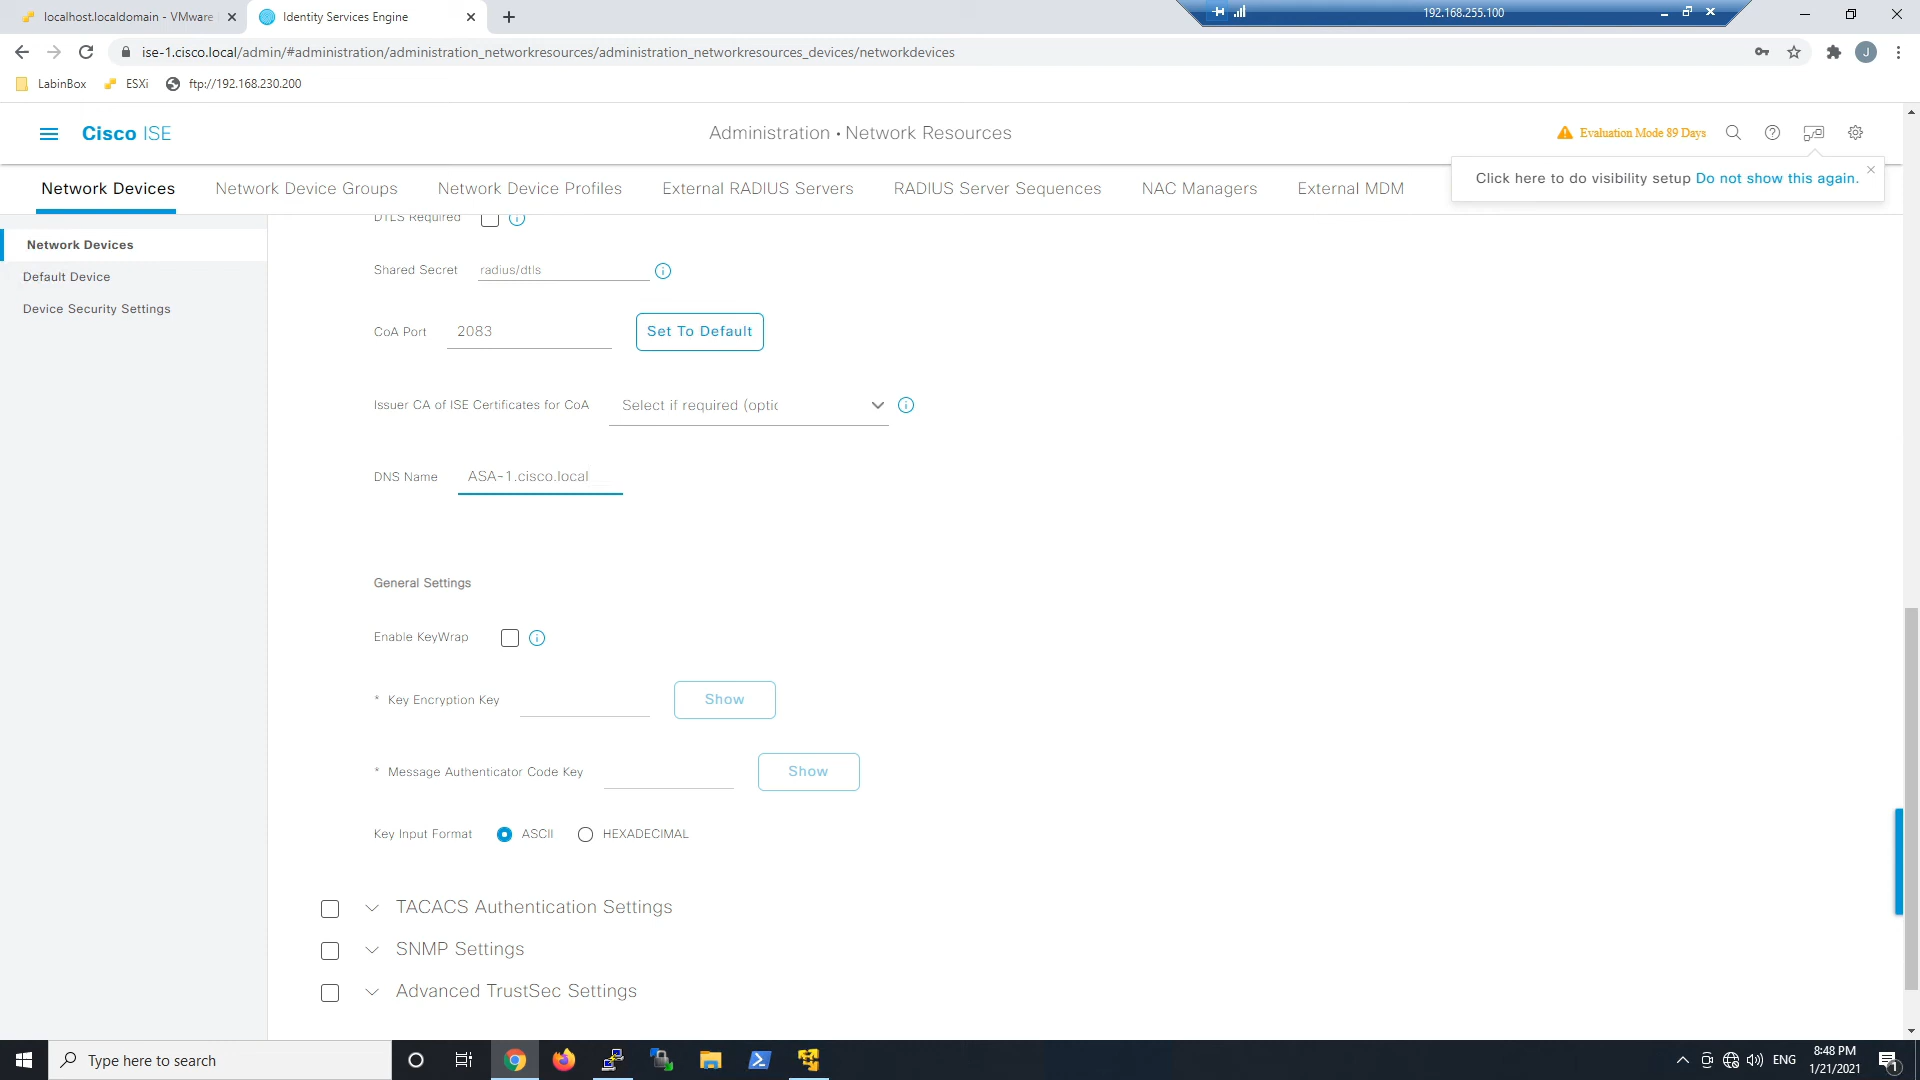 localhost.localdomain - VMware
Identity Services Engine
192.168.255.100
ise-1.cisco.local/admin/#administration/administration_networkresources/administration_networkresources_devices/networkdevices
J
LabinBox
ESXi
ftp://192.168.230.200
Cisco ISE
Administration • Network Resources
Evaluation Mode 89 Days
Click here to do visibility setup Do not show this again.
Network Devices
Network Device Groups
Network Device Profiles
External RADIUS Servers
RADIUS Server Sequences
NAC Managers
External MDM
Network Devices
Default Device
Device Security Settings
DTLS Required
Shared Secret
radius/dtls
CoA Port
2083
Set To Default
Issuer CA of ISE Certificates for CoA
Select if required (optic
DNS Name
ASA-1.cisco.local
General Settings
Enable KeyWrap
* Key Encryption Key
Show
* Message Authenticator Code Key
Show
Key Input Format
ASCII
HEXADECIMAL
TACACS Authentication Settings
SNMP Settings
Advanced TrustSec Settings
Type here to search
ENG
8:48 PM
1/21/2021
1